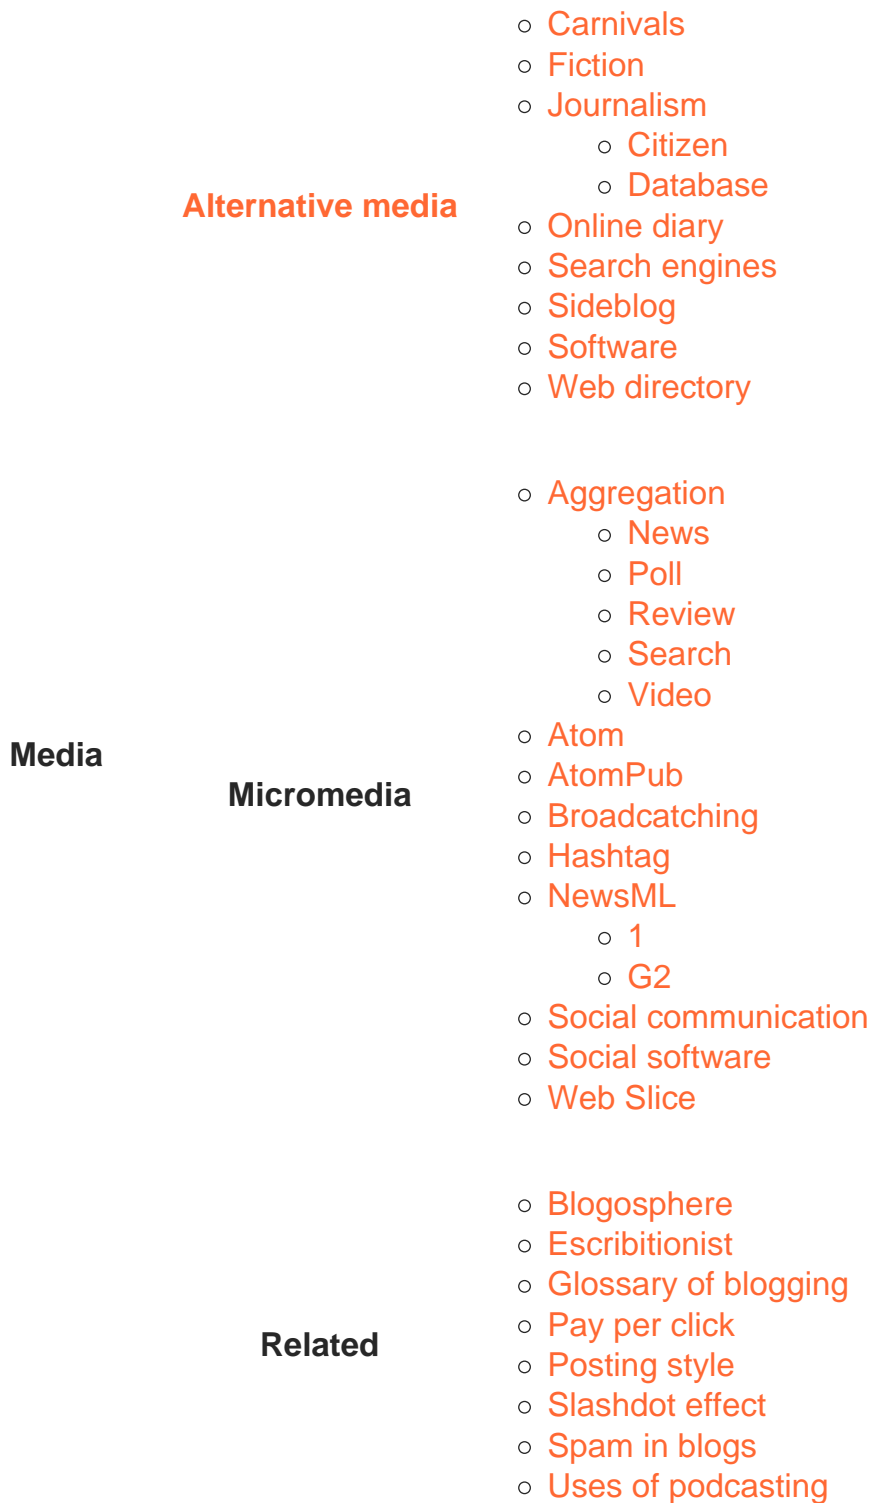 Media
Alternative media
Carnivals
Fiction
Journalism
Citizen
Database
Online diary
Search engines
Sideblog
Software
Web directory
Micromedia
Aggregation
News
Poll
Review
Search
Video
Atom
AtomPub
Broadcatching
Hashtag
NewsML
1
G2
Social communication
Social software
Web Slice
Related
Blogosphere
Escribitionist
Glossary of blogging
Pay per click
Posting style
Slashdot effect
Spam in blogs
Uses of podcasting